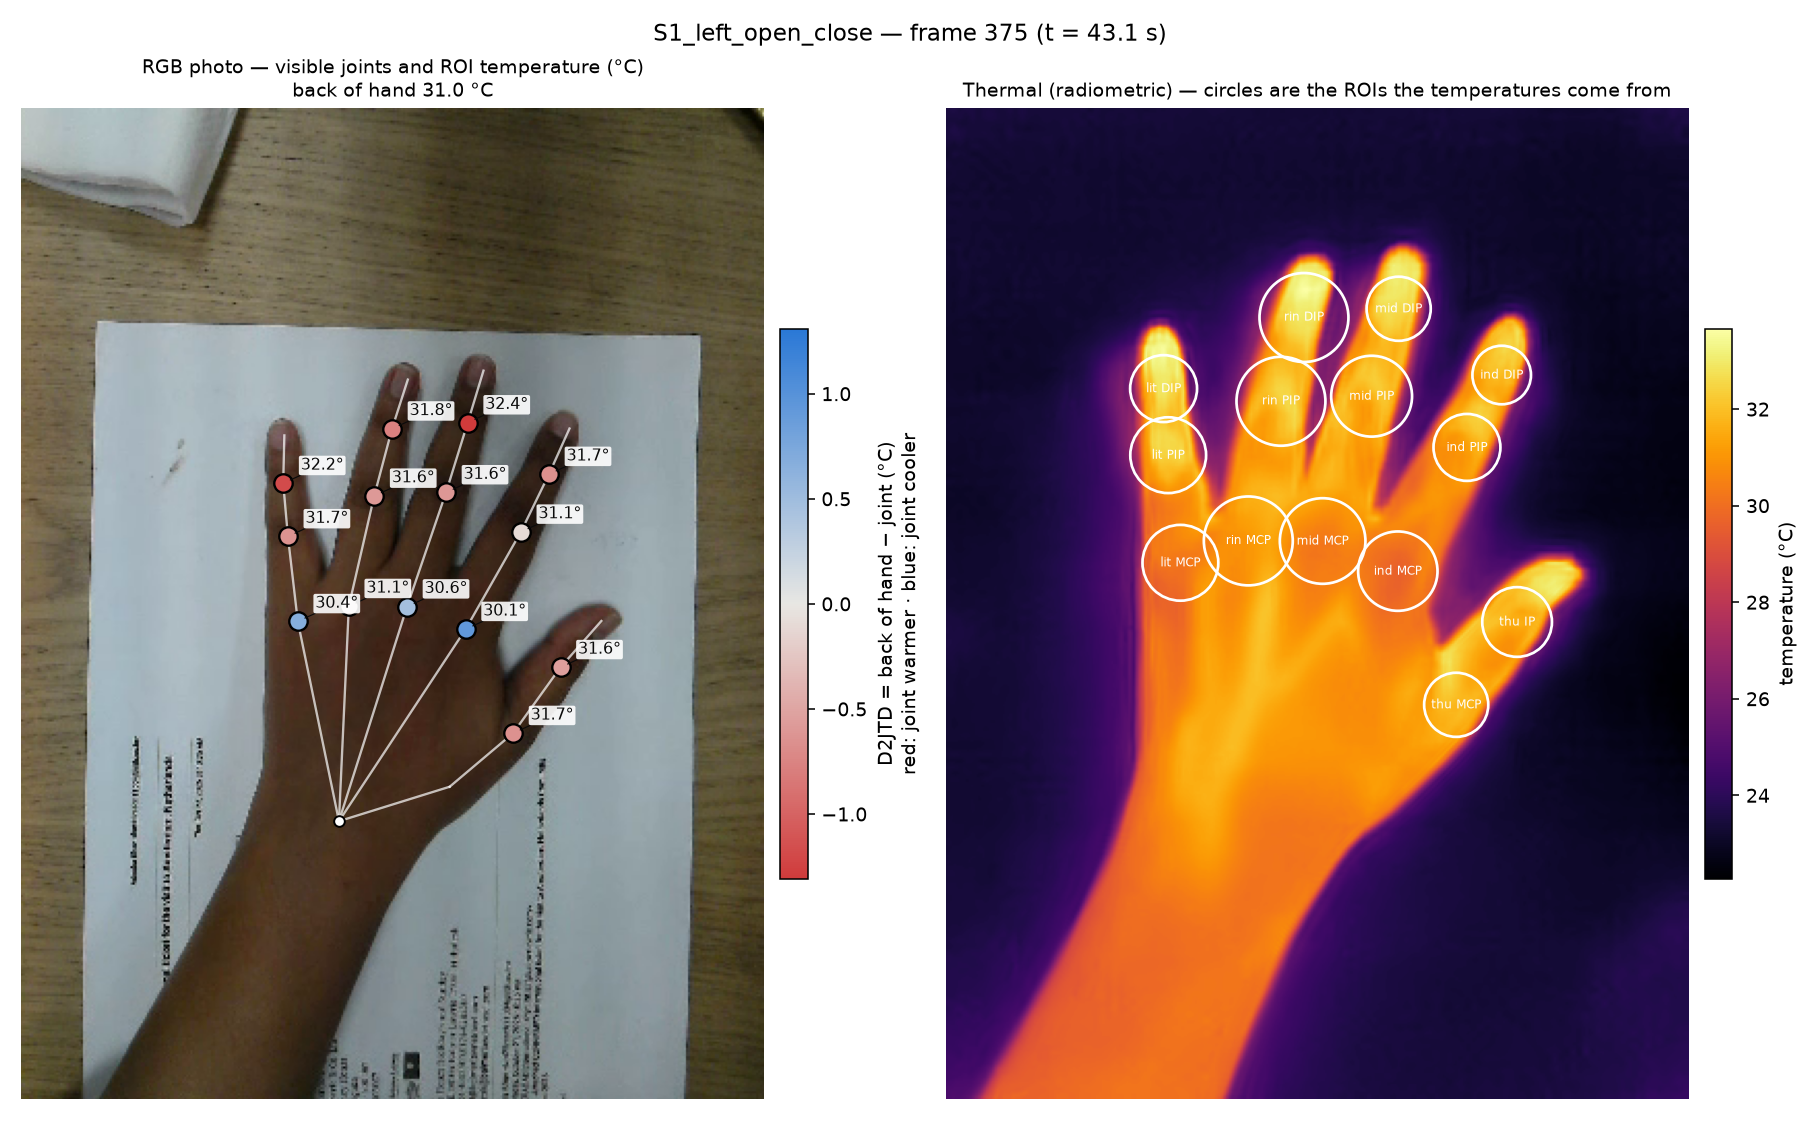 S1_left_open_close — frame 375 (t = 43.1 s)
RGB photo — visible joints and ROI temperature (°C)
back of hand 31.0 °C
31.8°
32.4°
32.2°
31.6°
31.6°
31.7°
31.7°
31.1°
30.4°
31.1°
30.6°
30.1°
31.6°
31.7°
1.0
0.5
0.0
−0.5
−1.0
D2JTD = back of hand − joint (°C)
red: joint warmer · blue: joint cooler
Thermal (radiometric) — circles are the ROIs the temperatures come from
rin DIP
mid DIP
lit DIP
ind DIP
rin PIP
mid PIP
lit PIP
ind PIP
lit MCP
rin MCP
mid MCP
ind MCP
thu IP
thu MCP
32
30
28
26
24
temperature (°C)